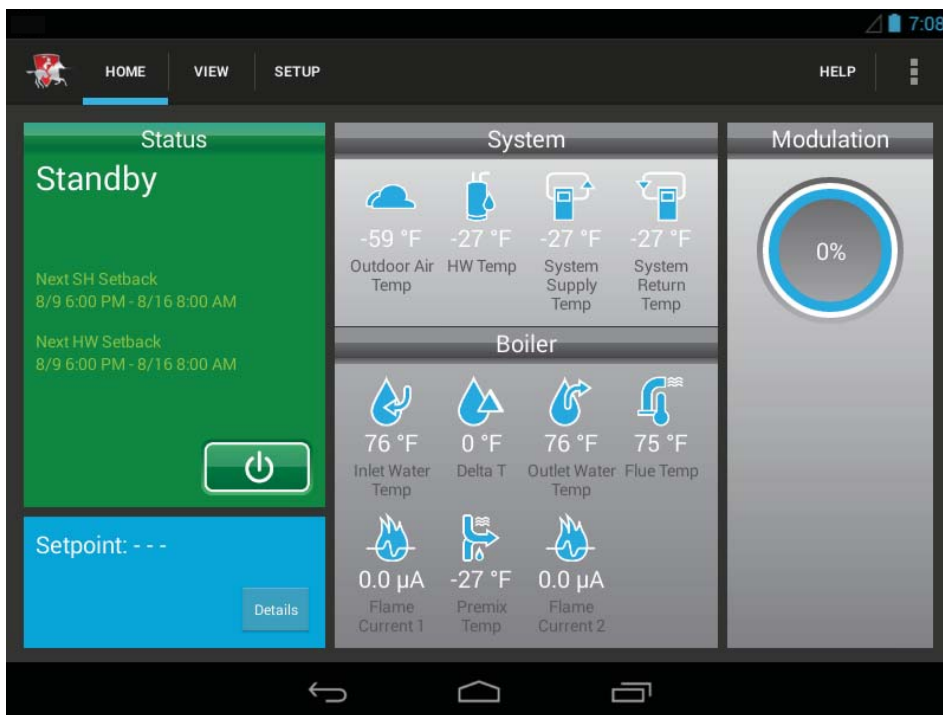 7:08
HOME
VIEW
SETUP
HELP
Status
Standby
Next SH Setback
8/9 6:00 PM - 8/16 8:00 AM
Next HW Setback
8/9 6:00 PM - 8/16 8:00 AM
Setpoint: - - -
Details
System
-59 °F -27 °F -27 °F -27 °F
Outdoor Air HW Temp System System
Temp Supply Return
Temp Temp
Boiler
76 °F 0 °F 76 °F 75 °F
Inlet Water Delta T Outlet Water Flue Temp
Temp Temp
0.0 µA -27 °F 0.0 µA
Flame Premix Flame
Current 1 Temp Current 2
Modulation
0%